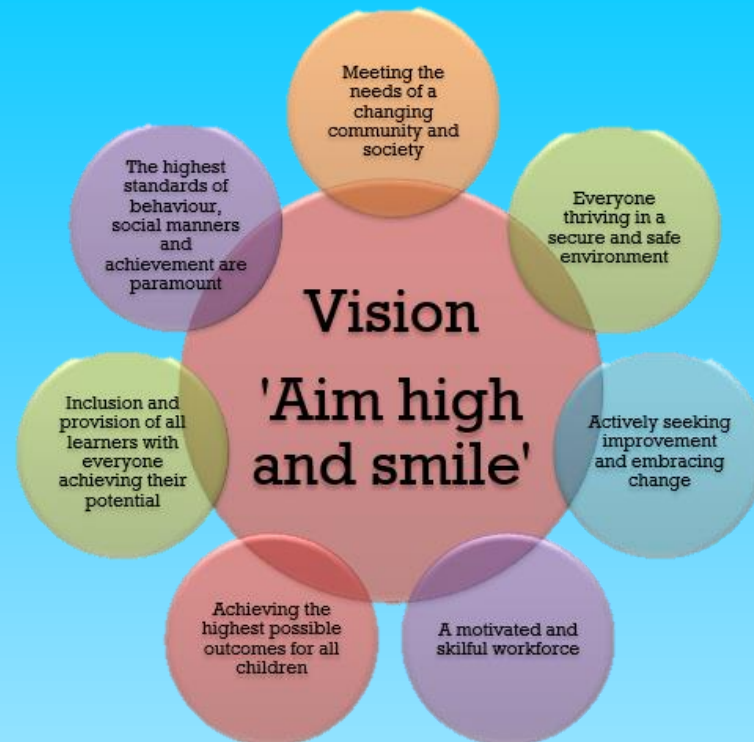 Meeting the
needs of a
changing
community and
society
Everyone
thriving in a
secure and safe
environment
Actively seeking
improvement
and embracing
change
A motivated and
skilful workforce
Achieving the
highest possible
outcomes for all
children
Inclusion and
provision of all
learners with
everyone
achieving their
potential
The highest
standards of
behaviour,
social manners
and
achievement are
paramount
Vision
'Aim high
and smile'